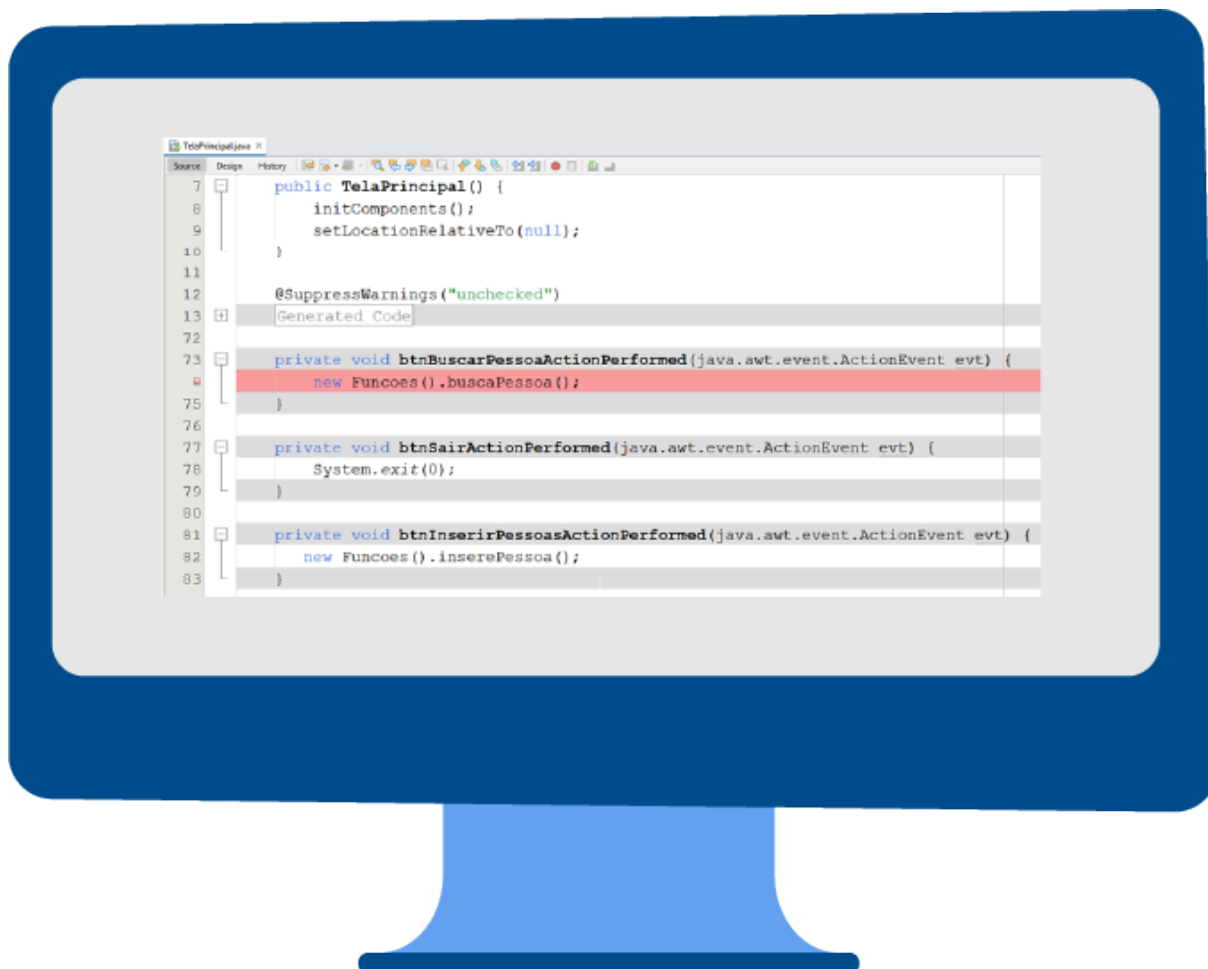 TelaPrincipal.java ×
Source Design History
7 public TelaPrincipal() {
8 initComponents();
9 setLocationRelativeTo(null);
10 }
11
12 @SuppressWarnings("unchecked")
13 Generated Code
72
73 private void btnBuscarPessoaActionPerformed(java.awt.event.ActionEvent evt) {
new Funcoes().buscaPessoa();
75 }
76
77 private void btnSairActionPerformed(java.awt.event.ActionEvent evt) {
78 System.exit(0);
79 }
80
81 private void btnInserirPessoasActionPerformed(java.awt.event.ActionEvent evt) {
82 new Funcoes().inserePessoa();
83 }